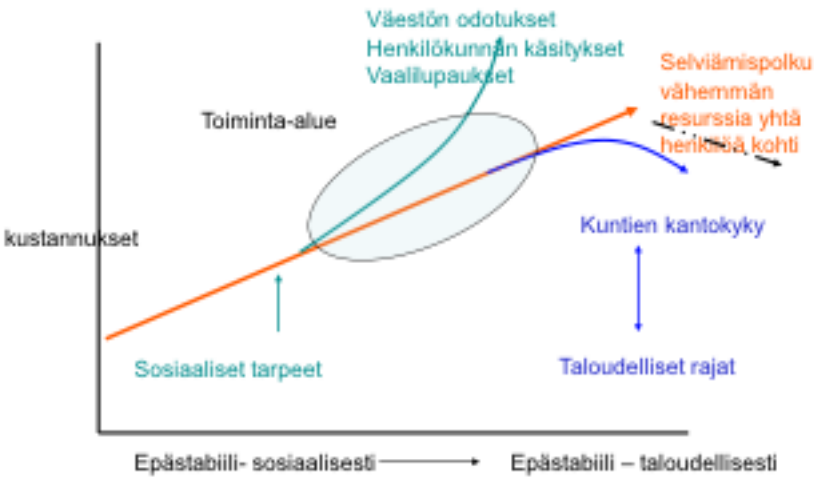 Väestön odotukset
Henkilökunnan käsitykset
Vaalilupaukset
Selviämispolku
vähemmän
resurssia yhtä
henkilöä kohti
Toiminta-alue
kustannukset
Kuntien kantokyky
Sosiaaliset tarpeet
Taloudelliset rajat
Epästabiili- sosiaalisesti
Epästabiili – taloudellisesti